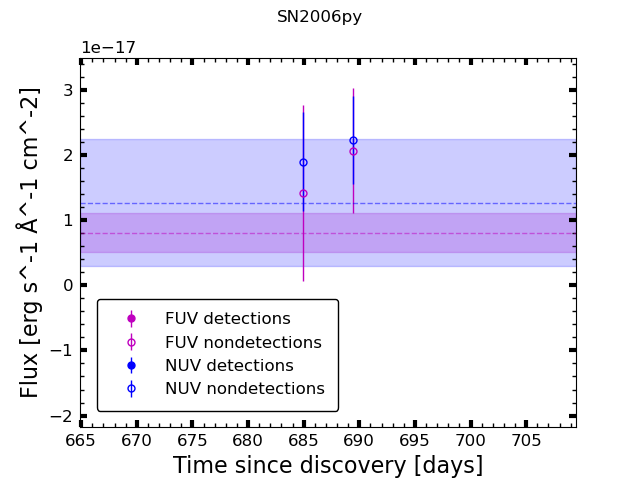 SN2006py
1e−17
3
2
1
0
−1
−2
Flux [erg s^-1 Å^-1 cm^-2]
FUV detections
FUV nondetections
NUV detections
NUV nondetections
665 670 675 680 685 690 695 700 705
Time since discovery [days]